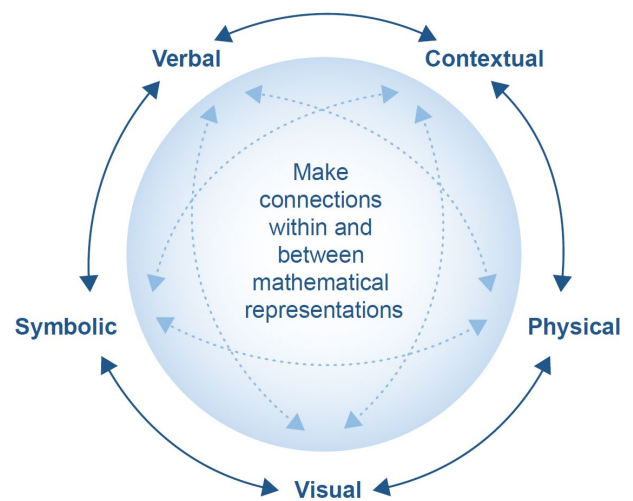 Verbal
Contextual
Make
connections
within and
between
mathematical
representations
Symbolic
Physical
Visual